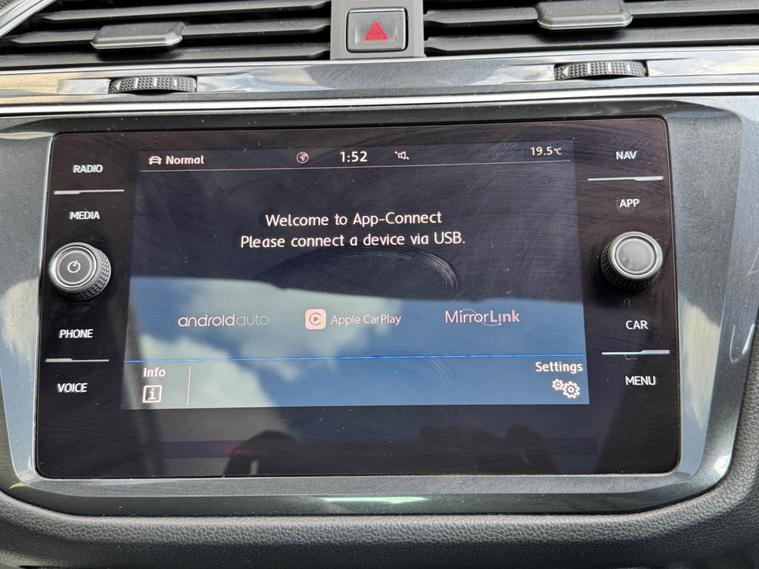 RADIO
MEDIA
PHONE
VOICE
Normal
1:52
19.5°C
Welcome to App-Connect
Please connect a device via USB.
androidauto
Apple CarPlay
MirrorLink
Info
Settings
NAV
APP
CAR
MENU